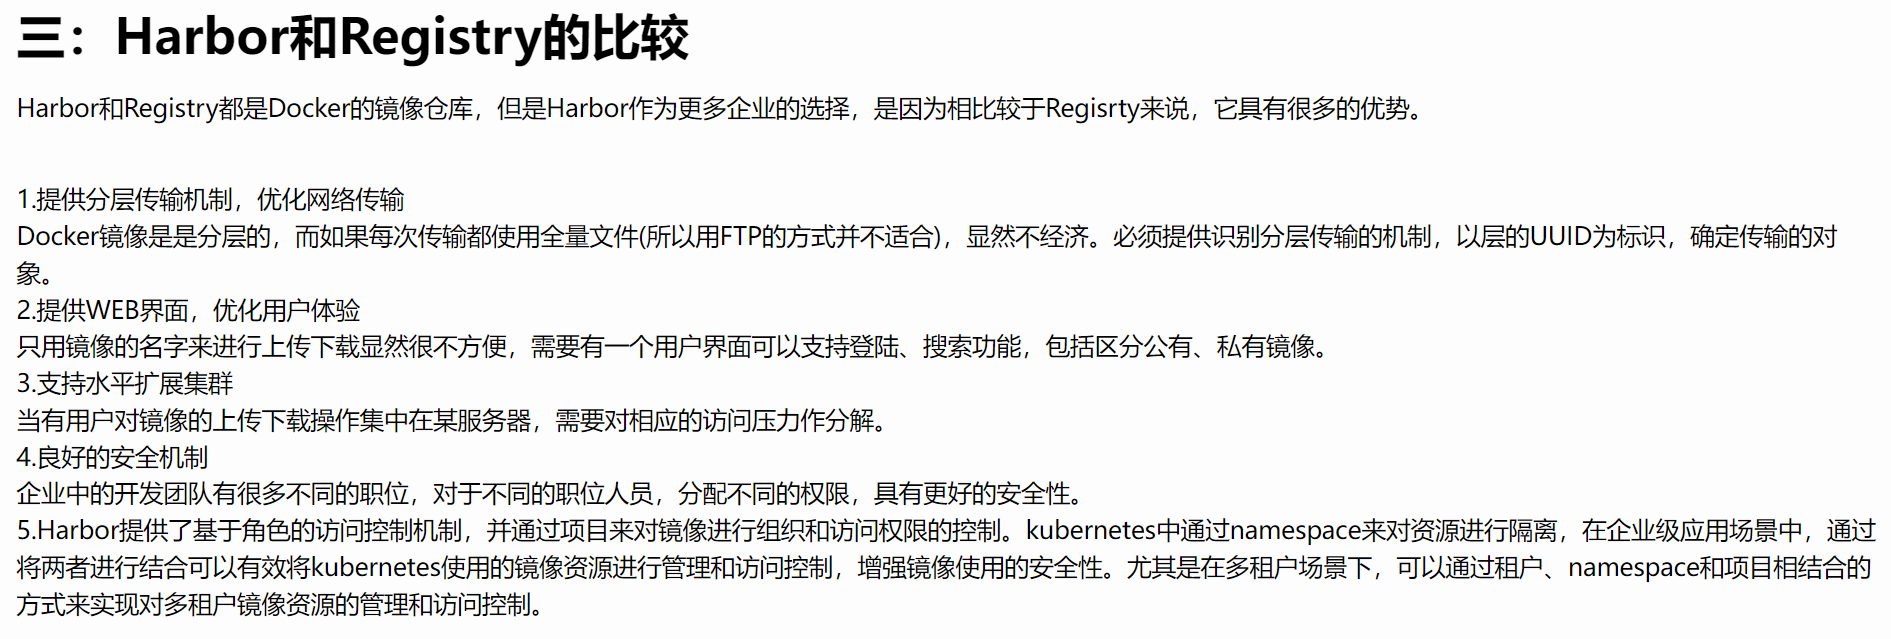 三：Harbor和Registry的比较
Harbor和Registry都是Docker的镜像仓库，但是Harbor作为更多企业的选择，是因为相比较于Regisrty来说，它具有很多的优势。
1.提供分层传输机制，优化网络传输
Docker镜像是是分层的，而如果每次传输都使用全量文件(所以用FTP的方式并不适合)，显然不经济。必须提供识别分层传输的机制，以层的UUID为标识，确定传输的对
象。
2.提供WEB界面，优化用户体验
只用镜像的名字来进行上传下载显然很不方便，需要有一个用户界面可以支持登陆、搜索功能，包括区分公有、私有镜像。
3.支持水平扩展集群
当有用户对镜像的上传下载操作集中在某服务器，需要对相应的访问压力作分解。
4.良好的安全机制
企业中的开发团队有很多不同的职位，对于不同的职位人员，分配不同的权限，具有更好的安全性。
5.Harbor提供了基于角色的访问控制机制，并通过项目来对镜像进行组织和访问权限的控制。kubernetes中通过namespace来对资源进行隔离，在企业级应用场景中，通过
将两者进行结合可以有效将kubernetes使用的镜像资源进行管理和访问控制，增强镜像使用的安全性。尤其是在多租户场景下，可以通过租户、namespace和项目相结合的
方式来实现对多租户镜像资源的管理和访问控制。